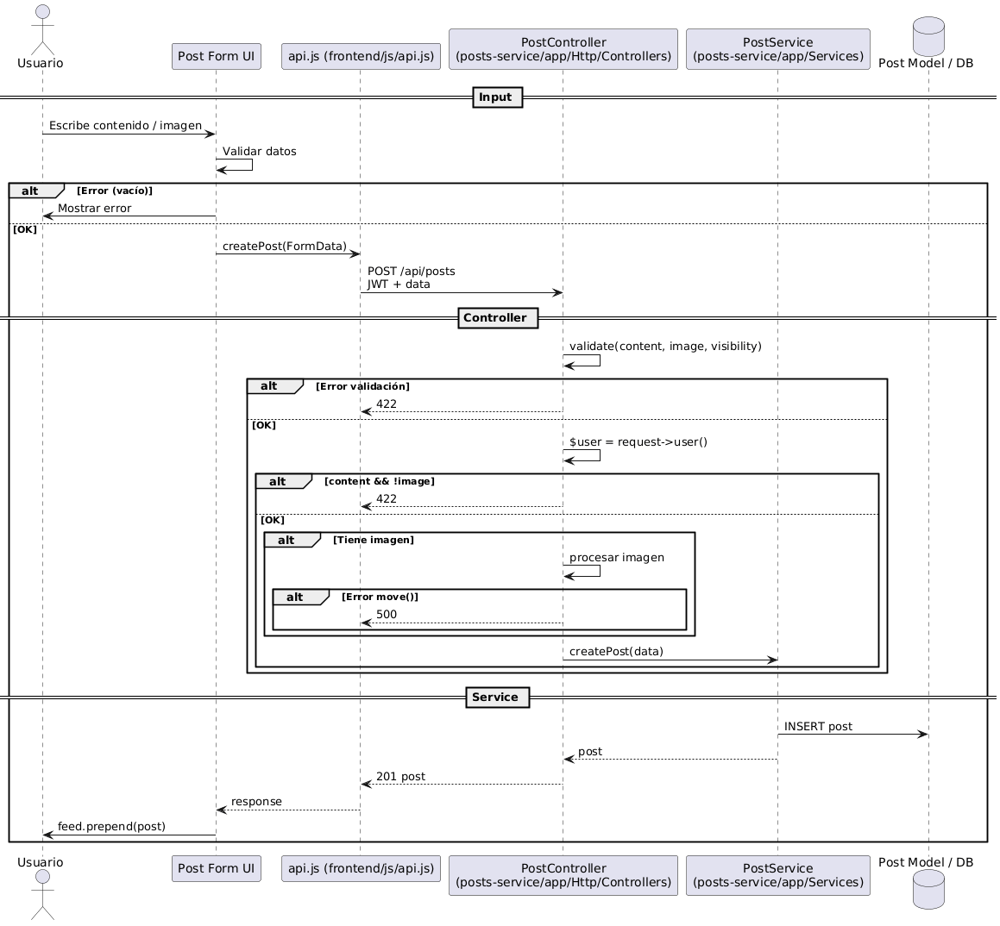 Usuario
Post Form UI
api.js (frontend/js/api.js)
PostController
(posts-service/app/Http/Controllers)
PostService
(posts-service/app/Services)
Post Model / DB
Input
Escribe contenido / imagen
Validar datos
alt
[Error (vacío)]
Mostrar error
[OK]
createPost(FormData)
POST /api/posts
JWT + data
Controller
validate(content, image, visibility)
alt
[Error validación]
422
[OK]
$user = request->user()
alt
[content && !image]
422
[OK]
alt
[Tiene imagen]
procesar imagen
alt
[Error move()]
500
createPost(data)
Service
INSERT post
post
201 post
response
feed.prepend(post)
Usuario
Post Form UI
api.js (frontend/js/api.js)
PostController
(posts-service/app/Http/Controllers)
PostService
(posts-service/app/Services)
Post Model / DB